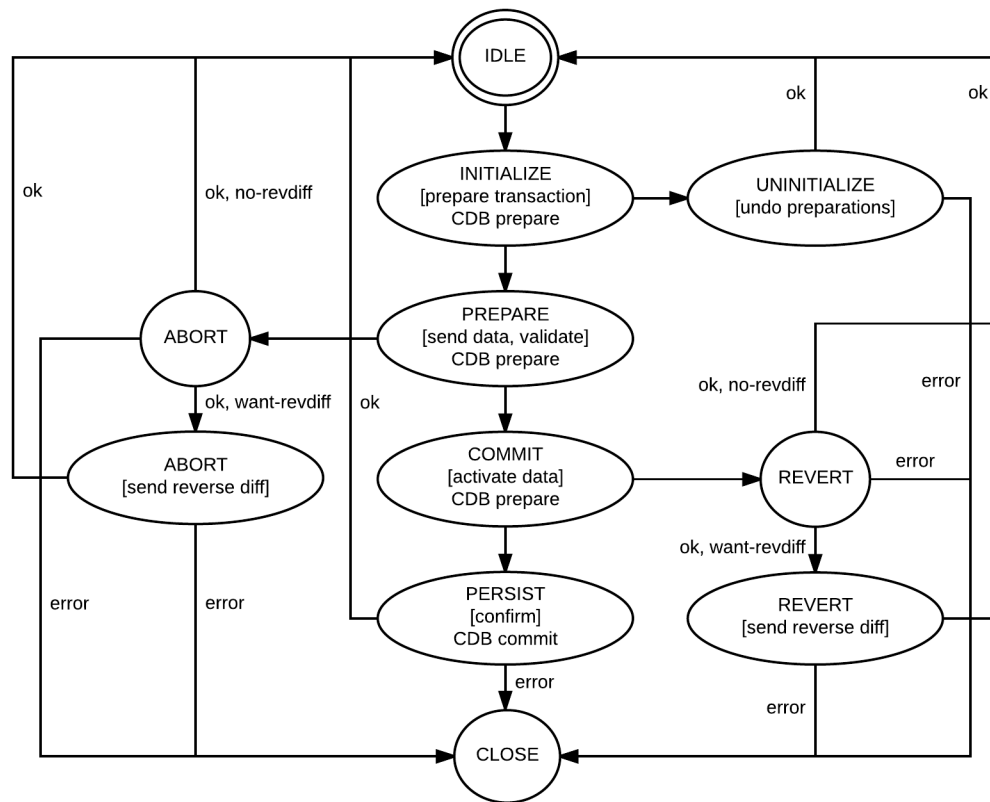 IDLE
ok
ok
INITIALIZE
[prepare transaction]
CDB prepare
UNINITIALIZE
[undo preparations]
ok
ok, no-revdiff
PREPARE
[send data, validate]
CDB prepare
ABORT
ok, no-revdiff
error
ok, want-revdiff
ok
COMMIT
[activate data]
CDB prepare
REVERT
error
ABORT
[send reverse diff]
ok, want-revdiff
PERSIST
[confirm]
CDB commit
REVERT
[send reverse diff]
error
error
error
error
CLOSE